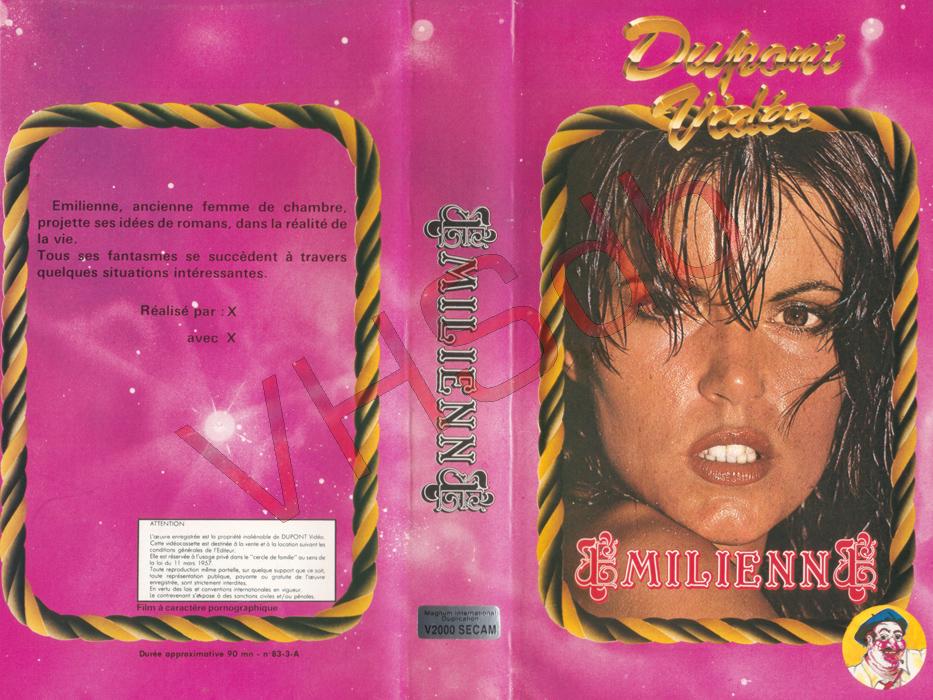 Emilienne, ancienne femme de chambre,
projette ses idées de romans, dans la réalité de
la vie.
Tous ses fantasmes se succèdent à travers
quelques situations intéressantes.
Réalisé par : X
avec X
ATTENTION
L'œuvre enregistrée est la propriété inaliénable de DUPONT Vidéo.
Cette vidéocassette est destinée à la vente et à la location suivant les
conditions générales de l'Editeur.
Elle est réservée à l'usage privé dans le "cercle de famille" au sens de
la loi du 11 mars 1957.
Toute reproduction même partielle, sur quelque support que ce soit,
toute représentation publique, payante ou gratuite de l'œuvre
enregistrée, sont strictement interdites.
En vertu des lois et conventions internationales en vigueur.
Le contrevenant s'expose à des sanctions civiles et/ou pénales.
Film à caractère pornographique
Durée approximative 90 mn - n° 83-3-A
EMILIENNE
Magnum international
Duplication
V2000 SECAM
Dupont
Vidéo
EMILIENNE
VHSdb